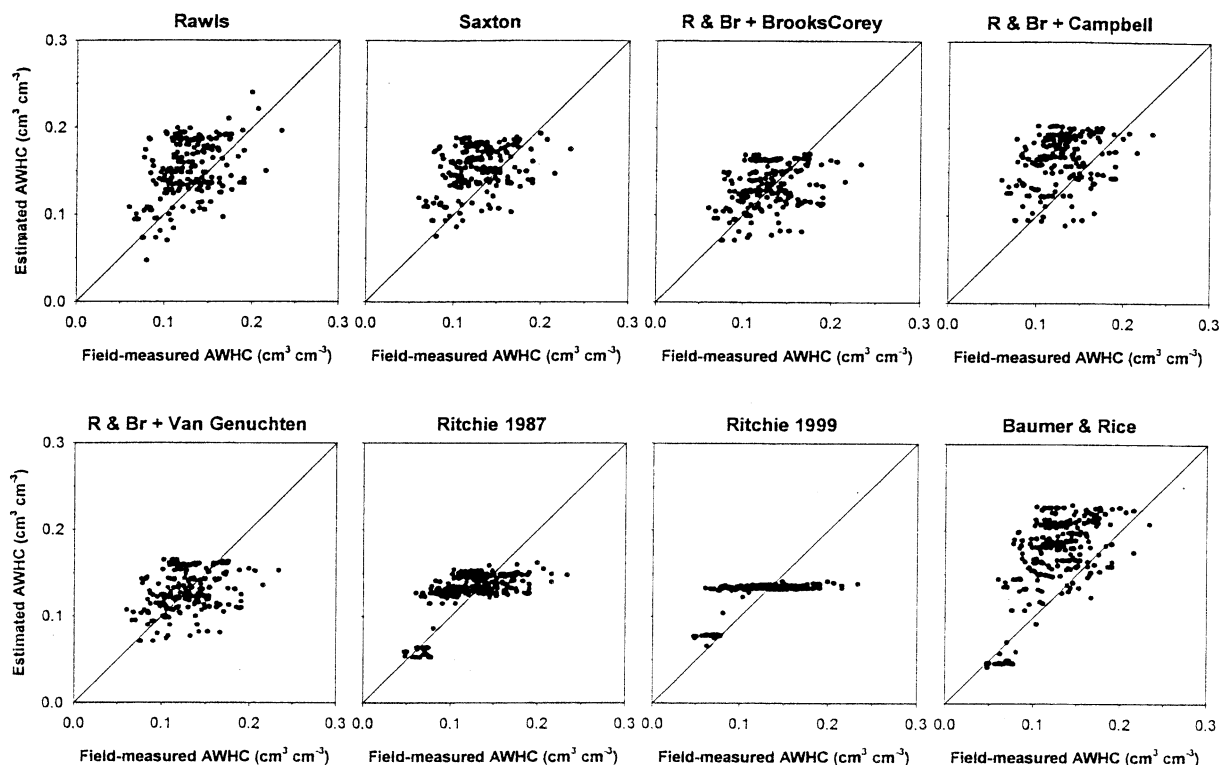 Rawls Saxton R & Br + BrooksCorey R & Br + Campbell
Estimated AWHC (cm³ cm⁻³)
0.3
0.2
0.1
0.0
0.0 0.1 0.2 0.3 0.0 0.1 0.2 0.3 0.0 0.1 0.2 0.3 0.0 0.1 0.2 0.3
Field-measured AWHC (cm³ cm⁻³) Field-measured AWHC (cm³ cm⁻³) Field-measured AWHC (cm³ cm⁻³) Field-measured AWHC (cm³ cm⁻³)
R & Br + Van Genuchten Ritchie 1987 Ritchie 1999 Baumer & Rice
Estimated AWHC (cm³ cm⁻³)
0.3
0.2
0.1
0.0
0.0 0.1 0.2 0.3 0.0 0.1 0.2 0.3 0.0 0.1 0.2 0.3 0.0 0.1 0.2 0.3
Field-measured AWHC (cm³ cm⁻³) Field-measured AWHC (cm³ cm⁻³) Field-measured AWHC (cm³ cm⁻³) Field-measured AWHC (cm³ cm⁻³)